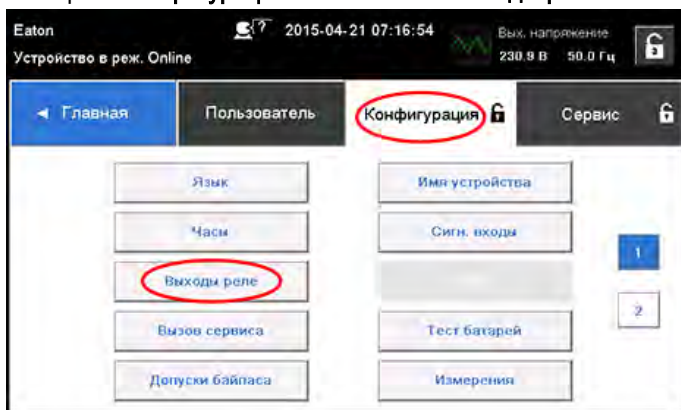 Eaton
2015-04-21 07:16:54
Вых. напряжение
Устройство в реж. Online
230.9 В 50.0 Гц
Главная
Пользователь
Конфигурация
Сервис
Язык
Имя устройства
Часы
Сигн. входы
Выходы реле
1
Вызов сервиса
Тест батарей
2
Допуски байпаса
Измерения